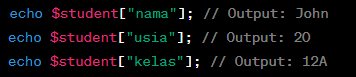 echo $student["nama"]; // Output: John
echo $student["usia"]; // Output: 20
echo $student["kelas"]; // Output: 12A